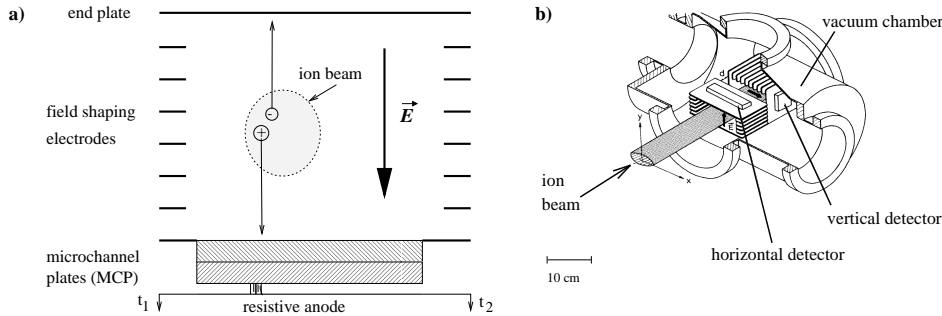 a)
end plate
ion beam
E
field shaping
electrodes
-
+
microchannel
plates (MCP)
t1
resistive anode
t2
b)
vacuum chamber
d
E
y
x
ion
beam
vertical detector
horizontal detector
10 cm